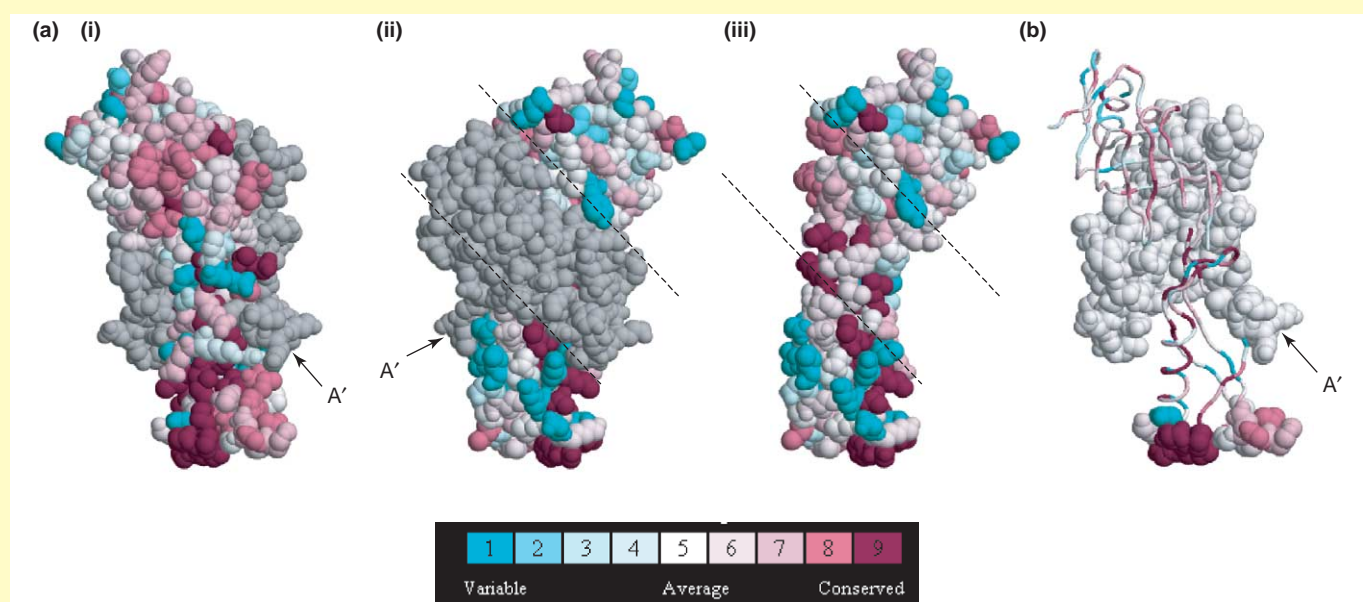 (a) (i) (ii) (iii) (b)
A′ A′ A′
1 2 3 4 5 6 7 8 9
Variable Average Conserved